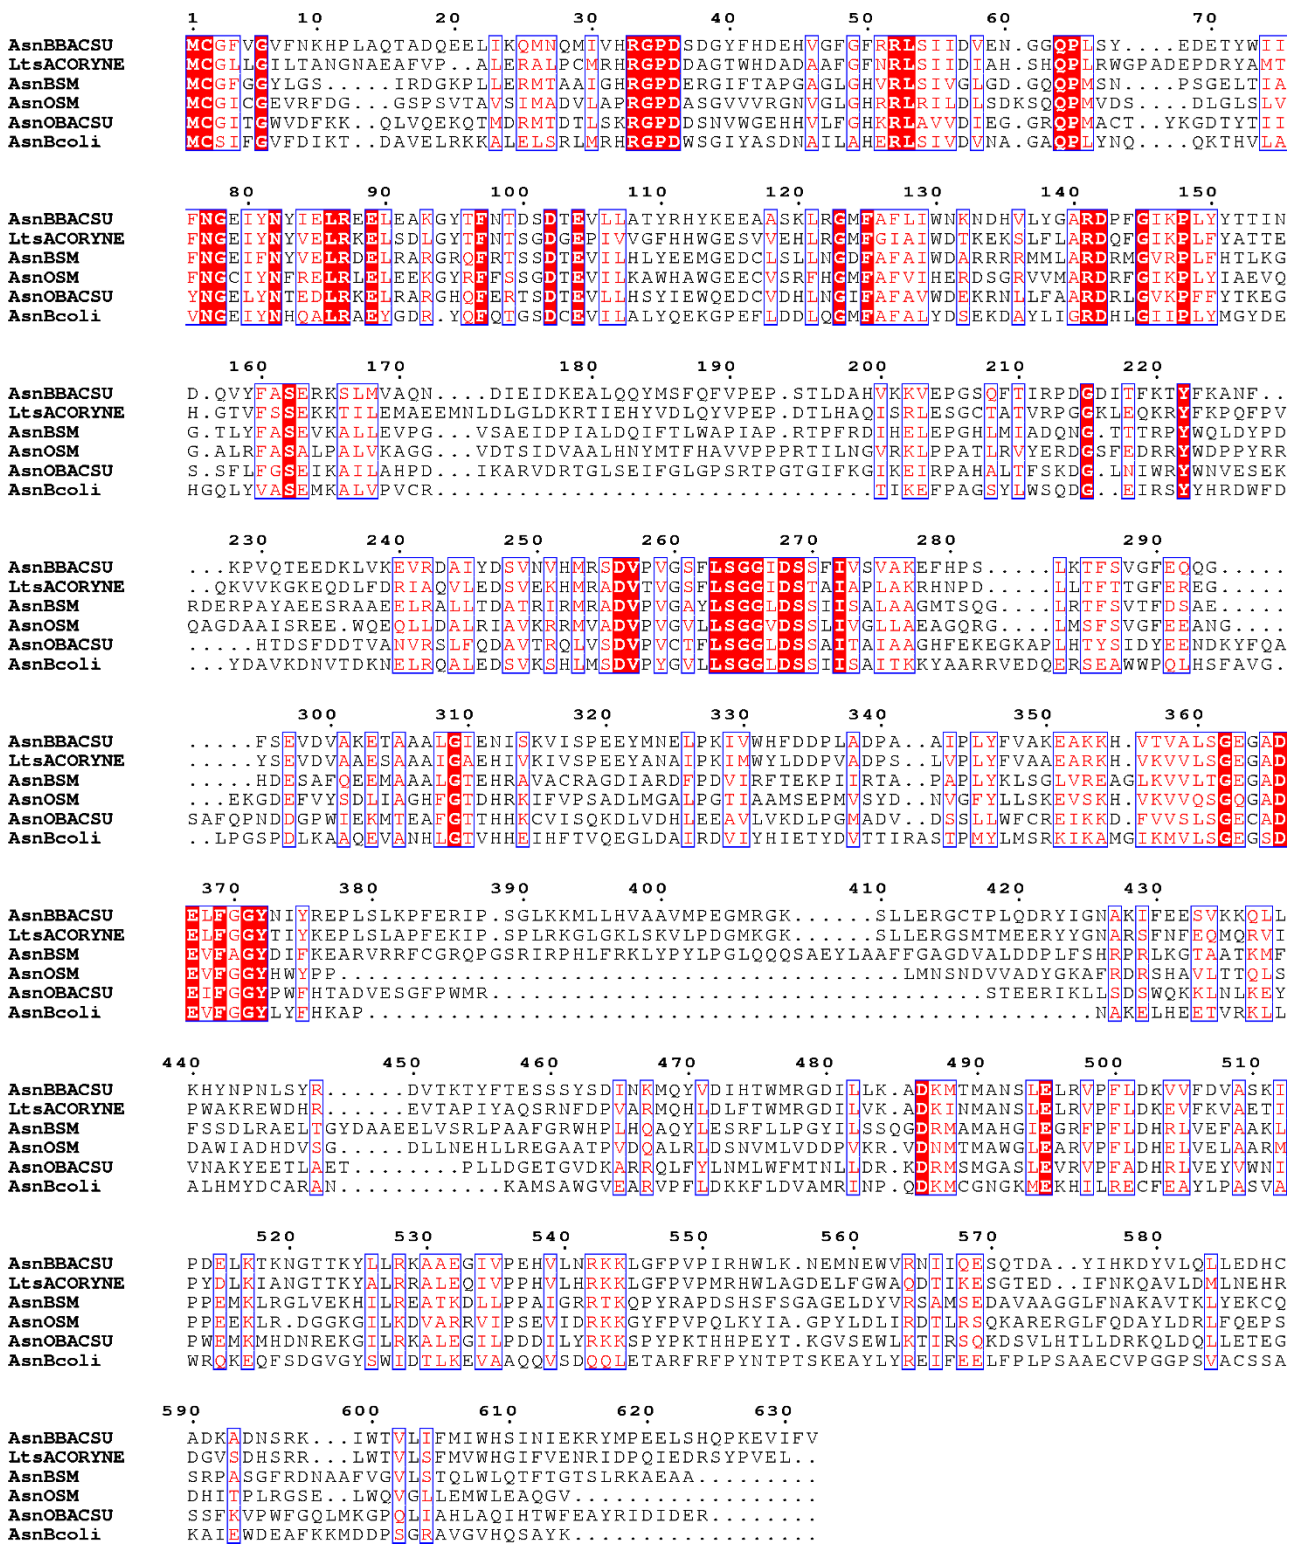 1 10 20 30 40 50 60 70
AsnBBACSU MCGFVGVFNKHPLAQTADQEELIKQMNQMIVHRGPDSDGYFHDEHVGFGFRRLSIIDVEN.GGQPLSY....EDETYWII
LtsACORYNE MCGLLGILTANGNAEAFVP..ALERALPCMRHRGPDDAGTWHDADAAFGFNRLSIIDIAH.SHQPLRWGPADEPDRYAMT
AsnBSM MCGFGGYLGS.....IRDGKPLLERMTAAIGHRGPDERGIFTAPGAGLGHVRLSIVGLGD.GQQPMSN....PSGELTIA
AsnOSM MCGICGEVRFDG...GSPSVTAVSIMADVLAPRGPDASGVVVRGNVGLGHRRLRILDLSDKSQQPMVDS....DLGLSLV
AsnOBACSU MCGITGWVDFKK..QLVQEKQTMDRMTDTLSKRGPDDSNVWGEHHVLFGHKRLAVVDIEG.GRQPMACT..YKGDTYTII
AsnBcoli MCSIFGVFDIKT..DAVELRKKALELSRLMRHRGPDWSGIYASDNAILAHERLSIVDVNA.GAQPLYNQ....QKTHVLA
80 90 100 110 120 130 140 150
AsnBBACSU FNGEIYNYIELREELEAKGYTFNTDSDTEVLLATYRHYKEEAASKLRGMFAFLIWNKNDHVLYGARDPFGIKPLYYTTIN
LtsACORYNE FNGEIYNYVELRKELSDLGYTFNTSGDGEPIVVGFHHWGESVVEHLRGMFGIAIWDTKEKSLFLARDQFGIKPLFYATTE
AsnBSM FNGEIFNYVELRDELRARGRQFRTSSDTEVILHLYEEMGEDCLSLLNGDFAFAIWDARRRRMMLARDRMGVRPLFHTLKG
AsnOSM FNGCIYNFRELRLELEEKGYRFFSSGDTEVILKAWHAWGEECVSRFHGMFAFVIHERDSGRVVMARDRFGIKPLYIAEVQ
AsnOBACSU YNGELYNTEDLRKELRARGHQFERTSDTEVLLHSYIEWQEDCVDHLNGIFAFAVWDEKRNLLFAARDRLGVKPFFYTKEG
AsnBcoli VNGEIYNHQALRAEYGDR.YQFQTGSDCEVILALYQEKGPEFLDDLQGMFAFALYDSEKDAYLIGRDHLGIIPLYMGYDE
160 170 180 190 200 210 220
AsnBBACSU D.QVYFASERKSLMVAQN....DIEIDKEALQQYMSFQFVPEP.STLDAHVKKVEPGSQFTIRPDGDITFKTYFKANF..
LtsACORYNE H.GTVFSSEKKTILEMAEEMNLDLGLDKRTIEHYVDLQYVPEP.DTLHAQISRLESGCTATVRPGGKLEQKRYFKPQFPV
AsnBSM G.TLYFASEVKALLEVPG...VSAEIDPIALDQIFTLWAPIAP.RTPFRDIHELEPGHLMIADQNG.TTTRPYWQLDYPD
AsnOSM G.ALRFASALPALVKAGG...VDTSIDVAALHNYMTFHAVVPPPRTILNGVRKLPPATLRVYERDGSFEDRRYWDPPYRR
AsnOBACSU S.SFLFGSEIKAILAHPD...IKARVDRTGLSEIFGLGPSRTPGTGIFKGIKEIRPAHALTFSKDG.LNIWRYWNVESEK
AsnBcoli HGQLYVASEMKALVPVCR..........................TIKEFPAGSYLWSQDG..EIRSYYHRDWFD
230 240 250 260 270 280 290
AsnBBACSU ...KPVQTEEDKLVKEVRDAIYDSVNVHMRSDVPVGSFLSGGIDSSFIVSVAKEFHPS.....LKTFSVGFEQQG.....
LtsACORYNE ..QKVVKGKEQDLFDRIAQVLEDSVEKHMRADVTVGSFLSGGIDSTAIAPLAKRHNPD.....LLTFTTGFEREG.....
AsnBSM RDERPAYAEESRAAEELRALLTDATRIRMRADVPVGAYLSGGLDSSIISALAAGMTSQG....LRTFSVTFDSAE.....
AsnOSM QAGDAAISREE.WQEQLLDALRIAVKRRMVADVPVGVLLSGGVDSSLIVGLLAEAGQRG....LMSFSVGFEEANG....
AsnOBACSU .....HTDSFDDTVANVRSLFQDAVTRQLVSDVPVCTFLSGGLDSSAITAIAAGHFEKEGKAPLHTYSIDYEENDKYFQA
AsnBcoli ....YDAVKDNVTDKNELRQALEDSVKSHLMSDVPYGVLLSGGLDSSIISAITKKYAARRVEDQERSEAWWPQLHSFAVG.
300 310 320 330 340 350 360
AsnBBACSU .....FSEVDVAKETAAALGIENISKVISPEEYMNELPKIVWHFDDPLADPA..AIPLYFVAKEAKKH.VTVALSGEGAD
LtsACORYNE .....YSEVDVAAESAAAIGAEHIVKIVSPEEYANAIPKIMWYLDDPVADPS..LVPLYFVAAEARKH.VKVVLSGEGAD
AsnBSM .....HDESAFQEEMAAALGTEHRAVACRAGDIARDFPDVIRFTEKPIIRTA..PAPLYKLSGLVREAGLKVVLTGEGAD
AsnOSM ...EKGDEFVYSDLIAGHFGTDHRKIFVPSADLMGALPGTIAAMSEPMVSYD..NVGFYLLSKEVSKH.VKVVQSGQGAD
AsnOBACSU SAFQPNDDGPWIEKMTEAFGTTHHKCVISQKDLVDHLEEAVLVKDLPGMADV..DSSLLWFCREIKKD.FVVSLSGECAD
AsnBcoli ..LPGSPDLKAAQEVANHLGTVHHEIHFTVQEGLDAIRDVIYHIETYDVTTIRASTPMYLMSRKIKAMGIKMVLSGEGSD
370 380 390 400 410 420 430
AsnBBACSU ELFGGYNIYREPLSLKPFERIP.SGLKKMLLHVAAVMPEGMRGK......SLLERGCTPLQDRYIGNAKIFEESVKKQLL
LtsACORYNE ELFGGYTIYKEPLSLAPFEKIP.SPLRKGLGKLSKVLPDGMKGK......SLLERGSMTMEERYYGNARSFNFEQMQRVI
AsnBSM EVFAGYDIFKEARVRRFCGRQPGSRIRPHLFRKLYPYLPGLQQQSAEYLAAFFGAGDVALDDPLFSHRPRLKGTAATKMF
AsnOSM EVFGGYHWYPP.................................LMNSNDVVALDYGKAFRDRSHAVLTTQLS
AsnOBACSU EIFGGYPWFHTADVESGFPWMR....................................STEERIKLLSDSWQKKLNLKEY
AsnBcoli EVFGGYLYFHKAP.....................................................NAKELHEETVRKLL
440 450 460 470 480 490 500 510
AsnBBACSU KHYNPNLSYR......DVTKTYFTESSSYSDINKMQYVDIHTWMRGDILLLK.ADKMTMANSLELRVPFLDKVVFDVASKI
LtsACORYNE PWAKREWDHR......EVTAPIYAQSRNFDPVARMQHLDLFTWMRGDILVK.ADKINMANSLELRVPFLDKEVFKVAETI
AsnBSM FSSDLRAELTGYDAAEELVSRLPAAFGRWHPLHQAQYLESRFLLPGYILSSQGDRMAMAHGIEGRFPFLDHRLVEFAAKL
AsnOSM DAWIADHDVSG.....DLLNEHLLREGAATPVDQALRLDSNVMLVDDPVKR.VDNMTMAWGLEARVPFLDHELVELAARM
AsnOBACSU VNAKYEETLAET........PLLDGETGVDKARRQLFYLNMLWFMTNLLDR.KDRMSMGASLEVRVPFADHRLVEYVWNI
AsnBcoli ALHMYDCARAN............KAMSAWGVEARVPFLDKKFLDVAMRINP.QDKMCGNGKMEKHILRECFEAYLPASVA
520 530 540 550 560 570 580
AsnBBACSU PDELKTKNGTTKYLLRKAAEGIVPEHVLNRKKLGFPVPIRHWLK.NEMNEWVRNIIQESQTDA..YIHKDYVLQLLEDHC
LtsACORYNE PYDLKIANGTTKYALRRALEQIVPPHVLHRKKLGFPVPMRHWLAGDELFGWAQDTIKESGTED..IFNKQAVLDMLNEHR
AsnBSM PPEMKLRGLVEKHILREATKDLLPPAIGRRTKQPYRAPDSHSFSGAGELDYVRSAMSEDAVAAGGLFNAKAVTKLYEKCQ
AsnOSM PPEEKLR.DGGKGILKDVARRVIPSEVIDRKKGYFPVPQLKYIA.GPYLDLIRDTLRSQKARERGLFQDAYLDRLFQEPS
AsnOBACSU PWEMKMHDNREKGILRKALEGILPDDILYRKKSPYPKTHHPEYT.KGVSEWLKTIRSQKDSVLHTLLDRKQLDQLLETEG
AsnBcoli WRQKEQFSDGVGYSWIDTLKEVAAQQVSDQQLETARFRFPYNTPTSKEAYLYREIFEELFPLPSAAECVPGGPSVACSSA
590 600 610 620 630
AsnBBACSU ADKADNSRK...IWTVLIFMIWHSINIEKRYMPEELSHQPKEVIFV
LtsACORYNE DGVSDHSRR...LWTVLSFMVWHGIFVENRIDPQIEDRSYPVEL..
AsnBSM SRPASGFRDNAAFVGVLSTQLWLQTFTGTSLRKAEAA.........
AsnOSM DHITPLRGSE..LWQVGLLEMWLEAQGV..................
AsnOBACSU SSFKVPWFGQLMKGPQLIAHLAQIHTWFEAYRIDIDER........
AsnBcoli KAIEWDEAFKKMDDPSGRAVGVHQSAYK..................